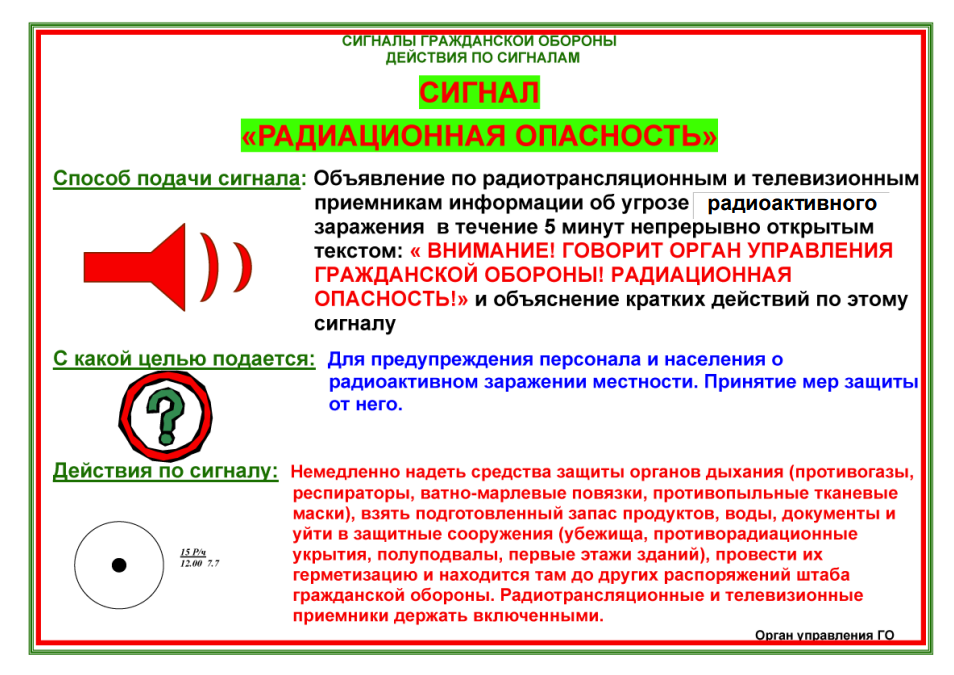 СИГНАЛЫ ГРАЖДАНСКОЙ ОБОРОНЫ
ДЕЙСТВИЯ ПО СИГНАЛАМ
СИГНАЛ
«РАДИАЦИОННАЯ ОПАСНОСТЬ»
Способ подачи сигнала: Объявление по радиотрансляционным и телевизионным
приемникам информации об угрозе радиоактивного
заражения в течение 5 минут непрерывно открытым
текстом: « ВНИМАНИЕ! ГОВОРИТ ОРГАН УПРАВЛЕНИЯ
ГРАЖДАНСКОЙ ОБОРОНЫ! РАДИАЦИОННАЯ
ОПАСНОСТЬ!» и объяснение кратких действий по этому
сигналу
С какой целью подается: Для предупреждения персонала и населения о
радиоактивном заражении местности. Принятие мер защиты
от него.
?
Действия по сигналу: Немедленно надеть средства защиты органов дыхания (противогазы,
респираторы, ватно-марлевые повязки, противопыльные тканевые
маски), взять подготовленный запас продуктов, воды, документы и
уйти в защитные сооружения (убежища, противорадиационные
укрытия, полуподвалы, первые этажи зданий), провести их
герметизацию и находится там до других распоряжений штаба
гражданской обороны. Радиотрансляционные и телевизионные
приемники держать включенными.
15 Р/ч
12.00 7.7
Орган управления ГО